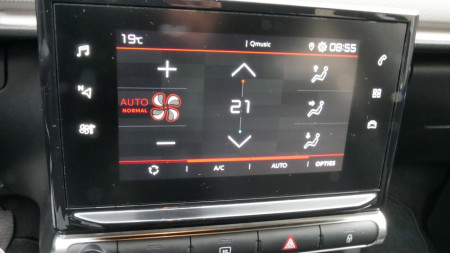 19°C
Qmusic
08:55
N
AUTO
NORMAL
21
A/C
AUTO
OPTIES